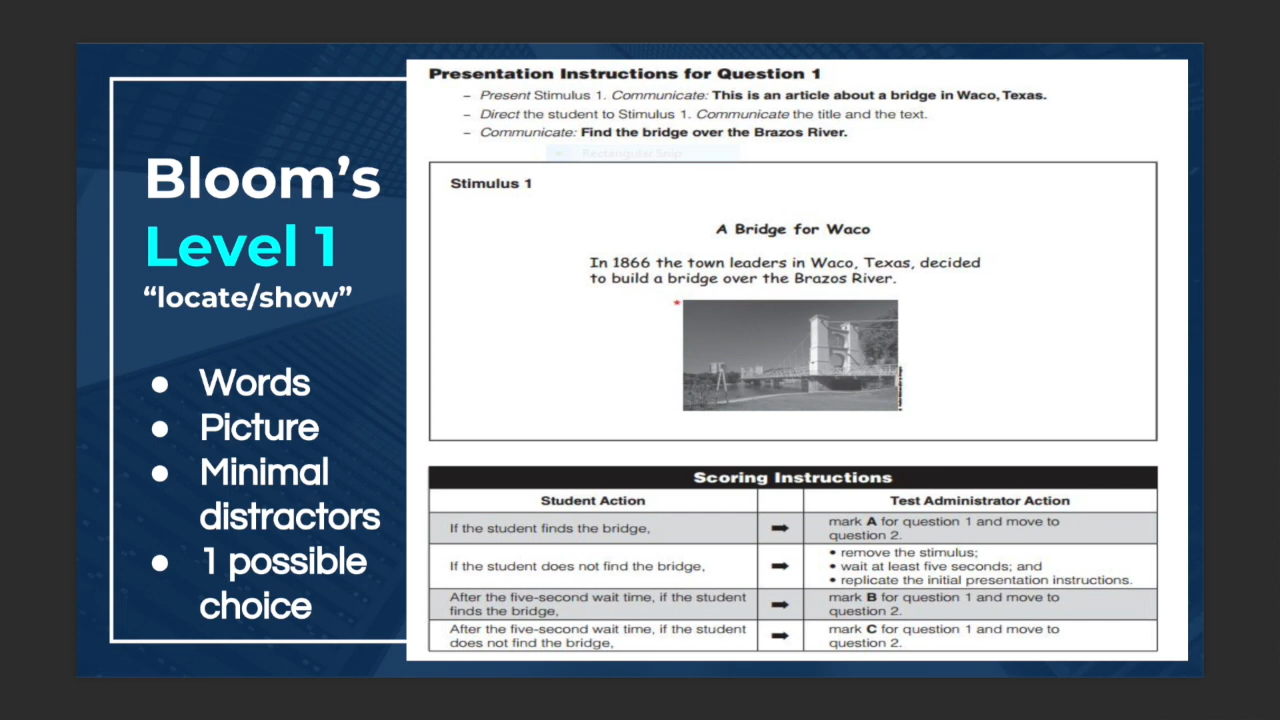 Bloom's
Level 1
“locate/show”
● Words
● Picture
● Minimal
distractors
● 1 possible
choice
Presentation Instructions for Question 1
– Present Stimulus 1. Communicate: This is an article about a bridge in Waco, Texas.
– Direct the student to Stimulus 1. Communicate the title and the text.
– Communicate: Find the bridge over the Brazos River.
Rectangular Snip
Stimulus 1
A Bridge for Waco
In 1866 the town leaders in Waco, Texas, decided
to build a bridge over the Brazos River.
*
Scoring Instructions
Student Action
Test Administrator Action
If the student finds the bridge,
➡
mark A for question 1 and move to
question 2.
If the student does not find the bridge,
➡
• remove the stimulus;
• wait at least five seconds; and
• replicate the initial presentation instructions.
After the five-second wait time, if the student
finds the bridge,
➡
mark B for question 1 and move to
question 2.
After the five-second wait time, if the student
does not find the bridge,
➡
mark C for question 1 and move to
question 2.